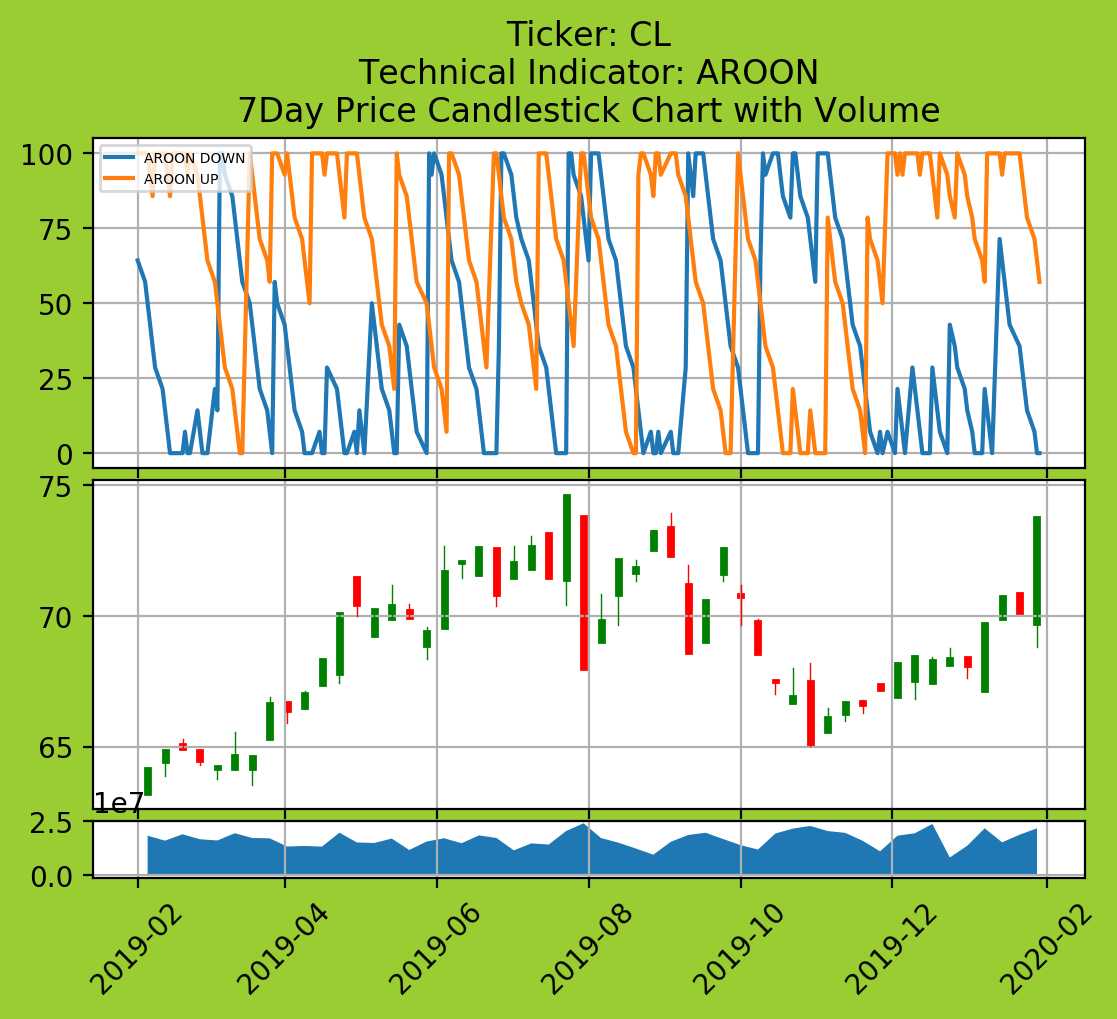 Ticker: CL
Technical Indicator: AROON
7Day Price Candlestick Chart with Volume
100
75
50
25
0
AROON DOWN
AROON UP
75
70
65
1e7
2.5
0.0
2019-02
2019-04
2019-06
2019-08
2019-10
2019-12
2020-02